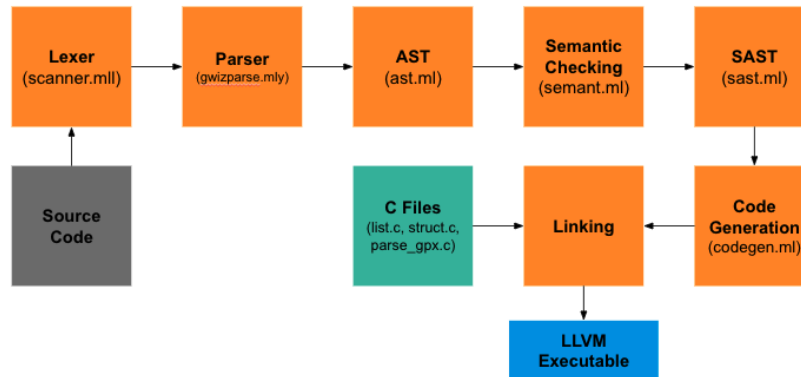 Lexer
(scanner.mll)
Parser
(gwizparse.mly)
AST
(ast.ml)
Semantic
Checking
(semant.ml)
SAST
(sast.ml)
Source
Code
C Files
(list.c, struct.c,
parse_gpx.c)
Linking
Code
Generation
(codegen.ml)
LLVM
Executable